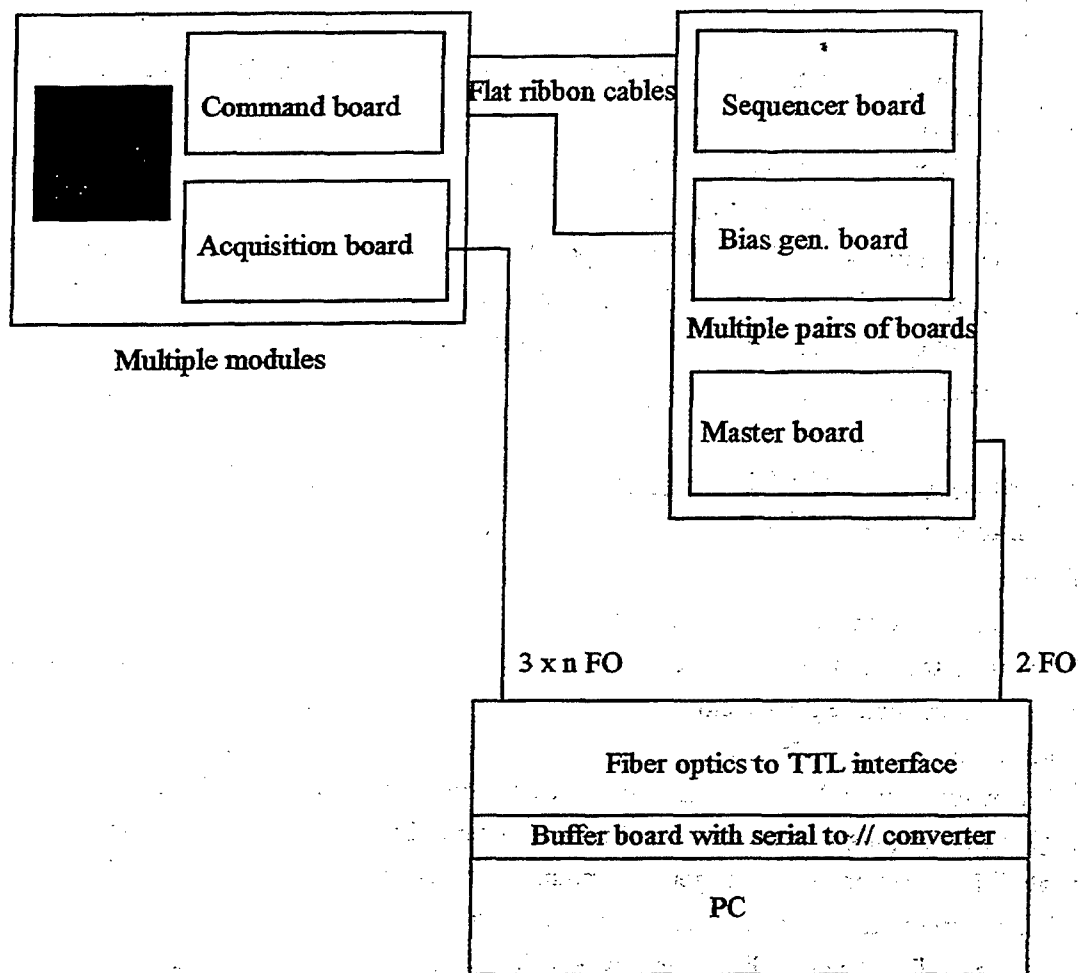 Command board
Flat ribbon cables
Sequencer board
Acquisition board
Bias gen. board
Multiple pairs of boards
Multiple modules
Master board
3 x n FO
2 FO
Fiber optics to TTL interface
Buffer board with serial to // converter
PC